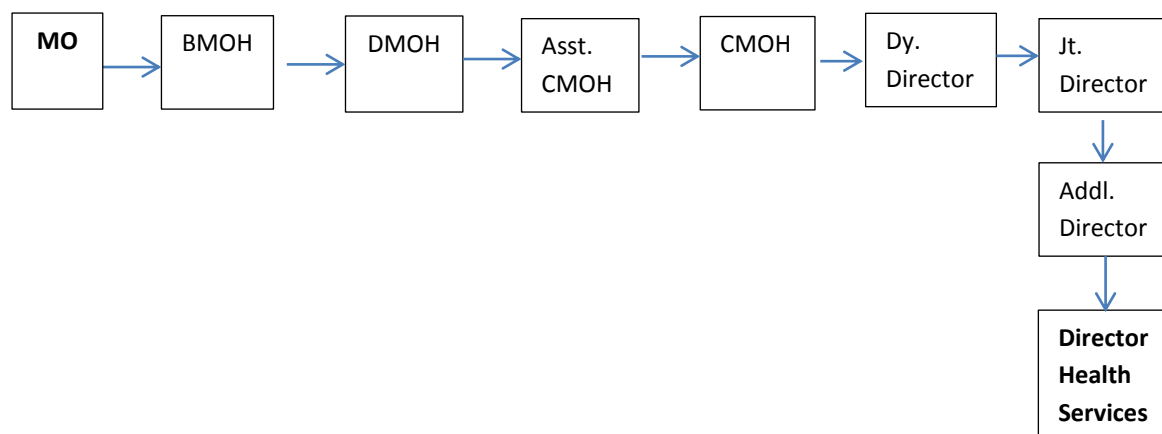 MO
BMOH
DMOH
Asst.
CMOH
CMOH
Dy.
Director
Jt.
Director
Addl.
Director
Director
Health
Services